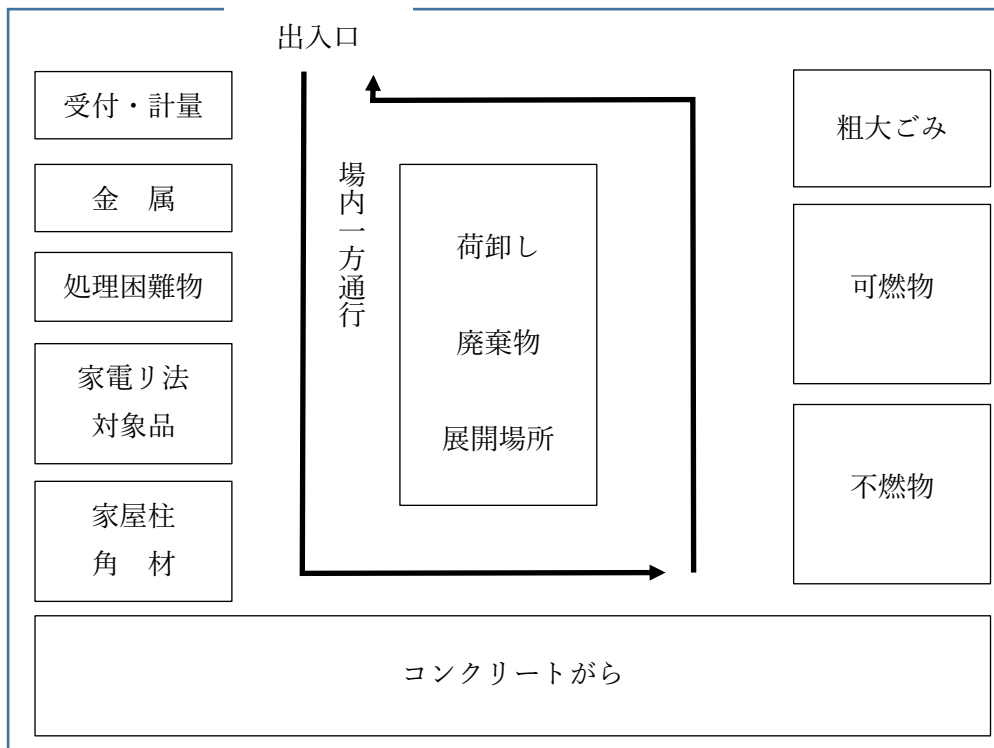 出入口
受付・計量
金　属
処理困難物
家電リ法
対象品
家屋柱
角　材
場内一方通行
荷卸し
廃棄物
展開場所
粗大ごみ
可燃物
不燃物
コンクリートがら